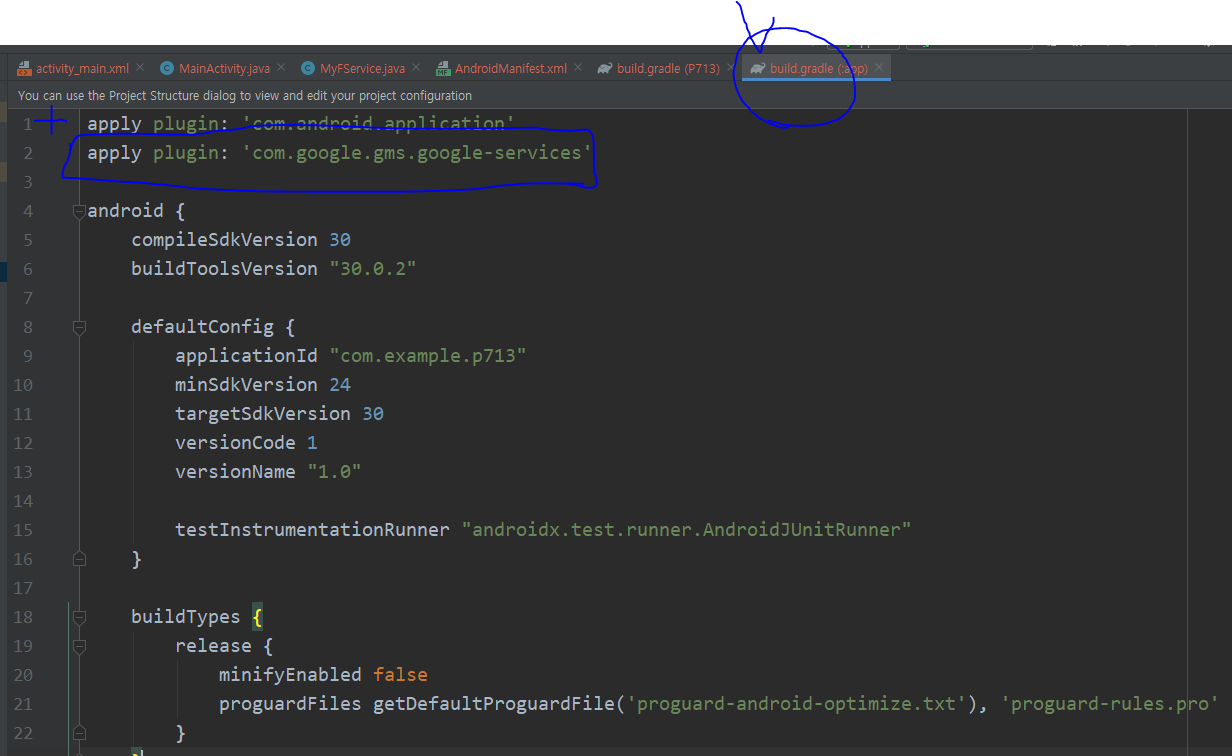 activity_main.xml MainActivity.java MyFService.java AndroidManifest.xml build.gradle (P713) build.gradle (:app)
You can use the Project Structure dialog to view and edit your project configuration
1 apply plugin: 'com.android.application'
2 apply plugin: 'com.google.gms.google-services'
3
4 android {
5 compileSdkVersion 30
6 buildToolsVersion "30.0.2"
7
8 defaultConfig {
9 applicationId "com.example.p713"
10 minSdkVersion 24
11 targetSdkVersion 30
12 versionCode 1
13 versionName "1.0"
14
15 testInstrumentationRunner "androidx.test.runner.AndroidJUnitRunner"
16 }
17
18 buildTypes {
19 release {
20 minifyEnabled false
21 proguardFiles getDefaultProguardFile('proguard-android-optimize.txt'), 'proguard-rules.pro'
22 }